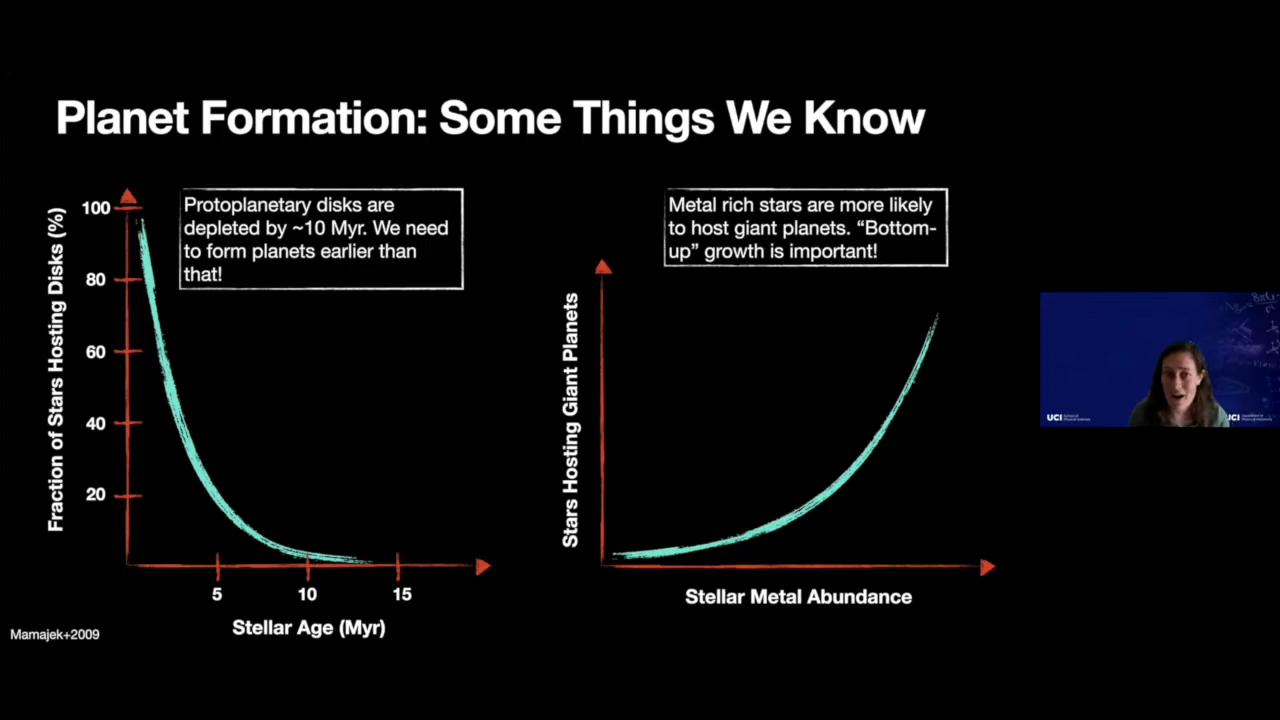 Planet Formation: Some Things We Know
Fraction of Stars Hosting Disks (%)
100
80
60
40
20
Protoplanetary disks are
depleted by ~10 Myr. We need
to form planets earlier than
that!
5
10
15
Stellar Age (Myr)
Mamajek+2009
Metal rich stars are more likely
to host giant planets. “Bottom-
up” growth is important!
Stars Hosting Giant Planets
Stellar Metal Abundance
UCI
UCI